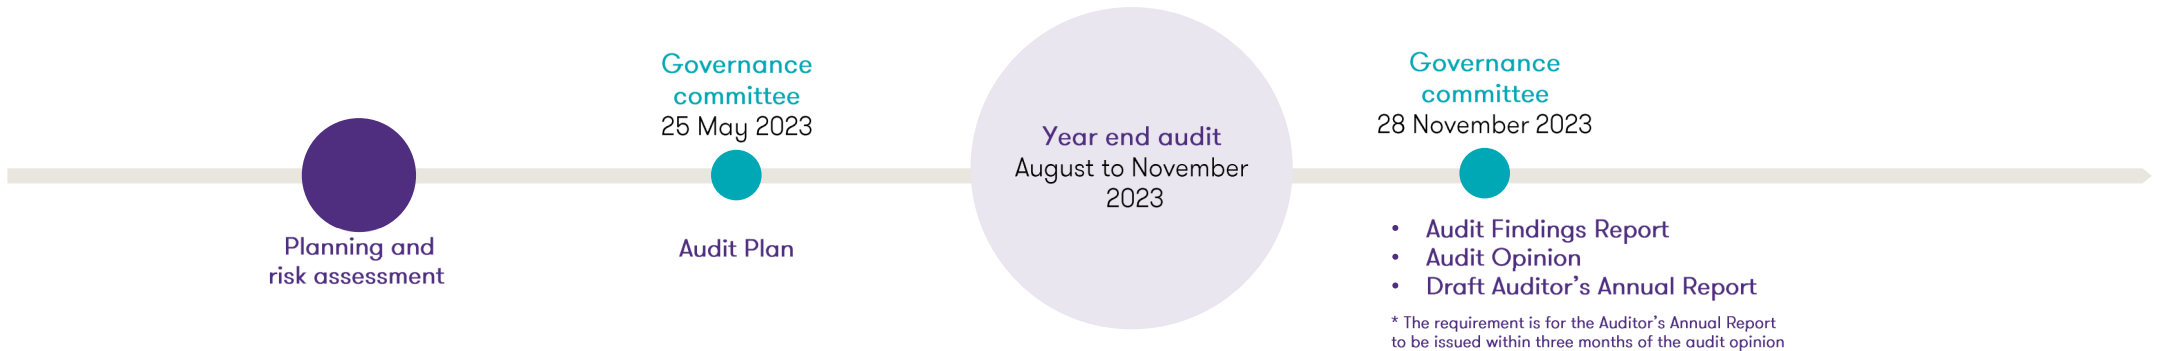 Planning and
risk assessment
Governance
committee
25 May 2023
Audit Plan
Year end audit
August to November
2023
Governance
committee
28 November 2023
• Audit Findings Report
• Audit Opinion
• Draft Auditor’s Annual Report
* The requirement is for the Auditor’s Annual Report
to be issued within three months of the audit opinion